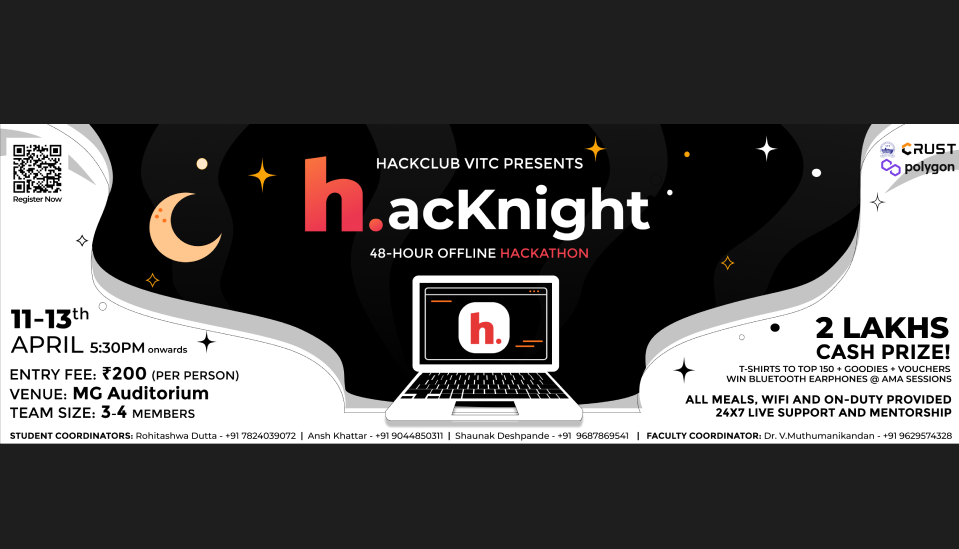 Register Now
HACKCLUB VITC PRESENTS
h.acKnight
48-HOUR OFFLINE HACKATHON
CRUST
polygon
h.
11-13th
APRIL 5:30PM onwards
ENTRY FEE: ₹200 (PER PERSON)
VENUE: MG Auditorium
TEAM SIZE: 3-4 MEMBERS
2 LAKHS
CASH PRIZE!
T-SHIRTS TO TOP 150 + GOODIES + VOUCHERS
WIN BLUETOOTH EARPHONES @ AMA SESSIONS
ALL MEALS, WIFI AND ON-DUTY PROVIDED
24X7 LIVE SUPPORT AND MENTORSHIP
STUDENT COORDINATORS: Rohitashwa Dutta - +91 7824039072 | Ansh Khattar - +91 9044850311 | Shaunak Deshpande - +91 9687869541 | FACULTY COORDINATOR: Dr. V.Muthumanikandan - +91 9629574328